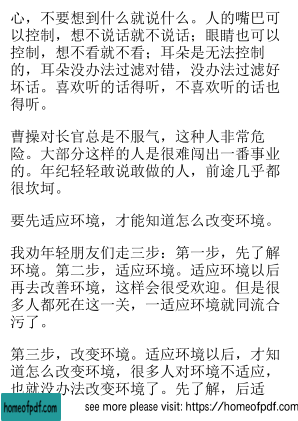 心，不要想到什么就说什么。人的嘴巴可
以控制，想不说话就不说话；眼睛也可以
控制，想不看就不看；耳朵是无法控制
的，耳朵没办法过滤对错，没办法过滤好
坏话。喜欢听的话得听，不喜欢听的话也
得听。
曹操对长官总是不服气，这种人非常危
险。大部分这样的人是很难闯出一番事业
的。年纪轻轻敢说敢做的人，前途几乎都
很坎坷。
要先适应环境，才能知道怎么改变环境。
我劝年轻朋友们走三步：第一步，先了解
环境。第二步，适应环境。适应环境以后
再去改善环境，这样会很受欢迎。但是很
多人都死在这一关，一适应环境就同流合
污了。
第三步，改变环境。适应环境以后，才知
道怎么改变环境，很多人对环境不适应，
也就没办法改变环境了。先了解，后适
homeofpdf.com
see more please visit: https://homeofpdf.com